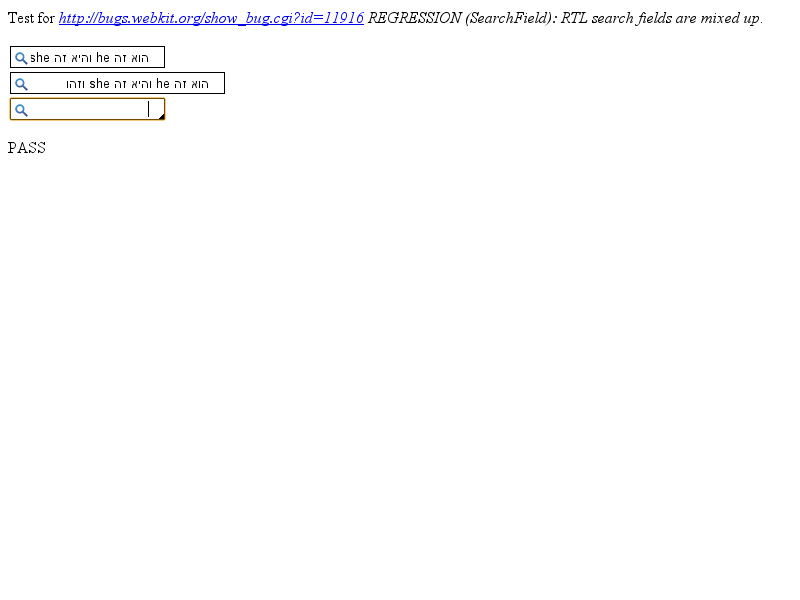 Test for http://bugs.webkit.org/show_bug.cgi?id=11916 REGRESSION (SearchField): RTL search fields are mixed up.
הוא זה he והיא זה she
הוא זה he והיא זה she וזהו
PASS